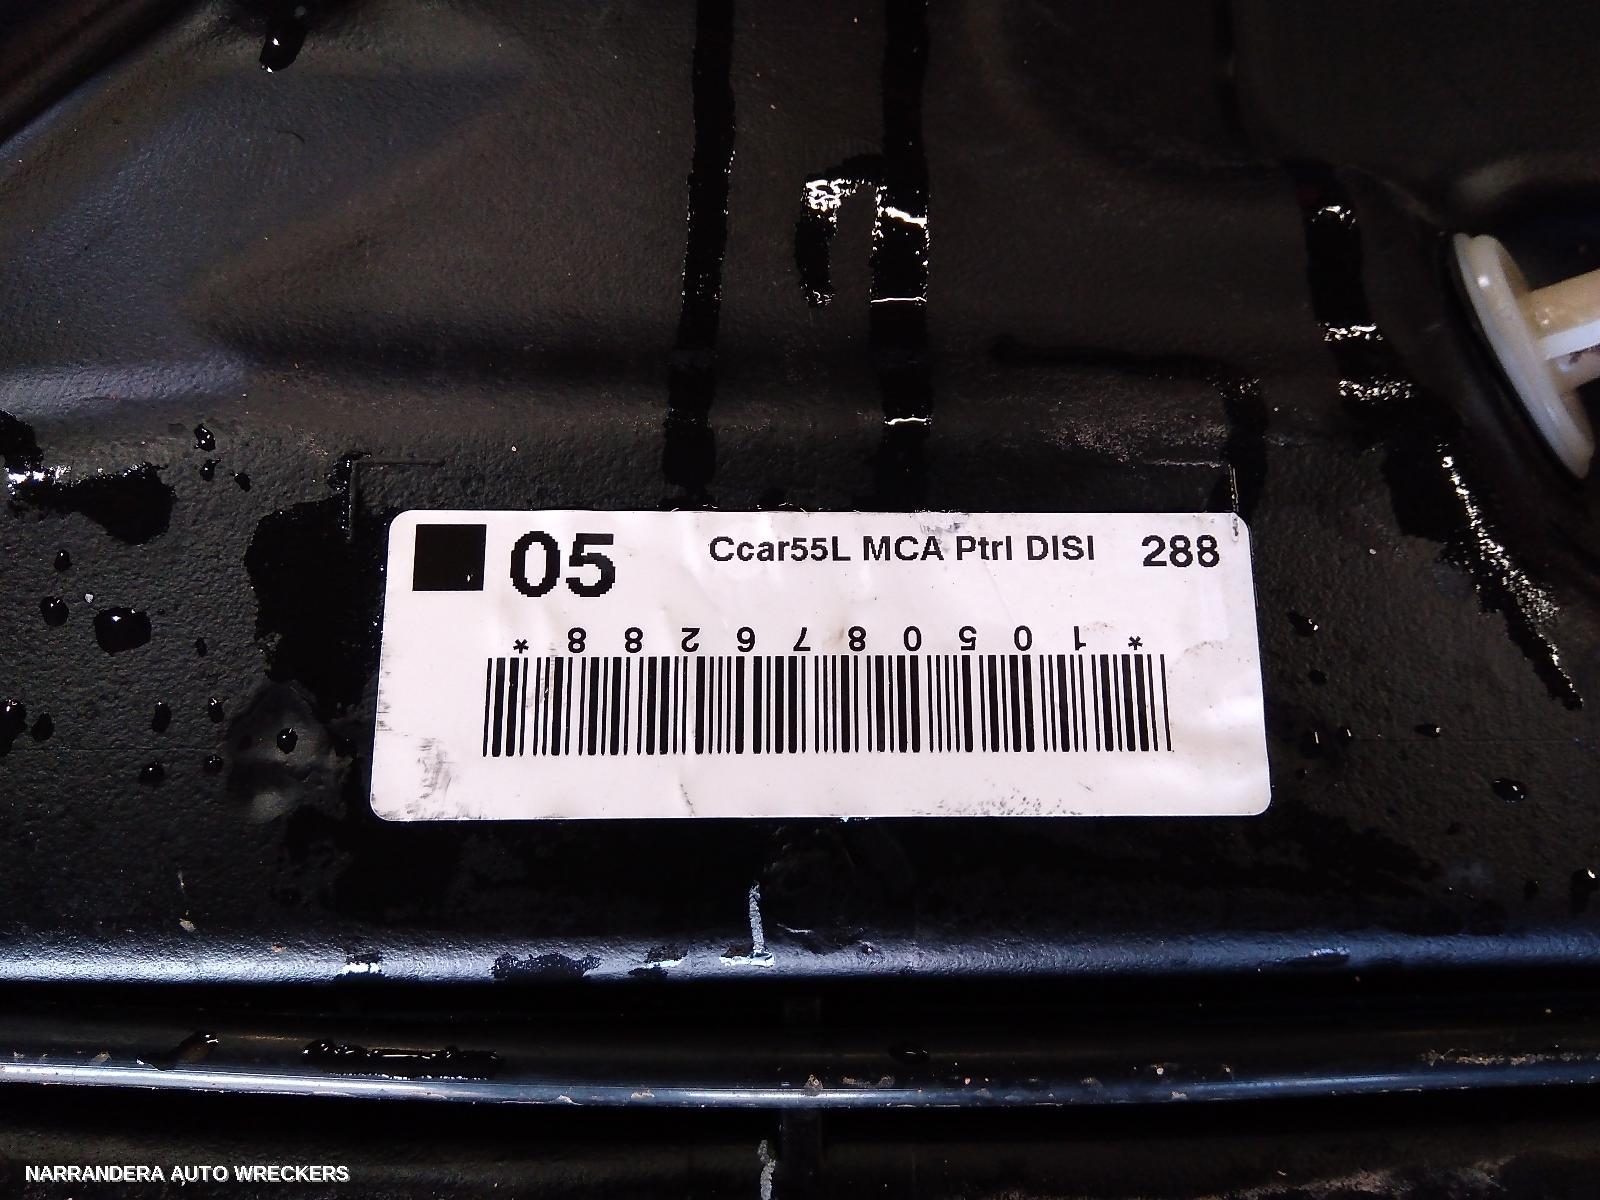 05 Ccar55L MCA Ptrl DISI 288
*1050876288*
NARRANDERA AUTO WRECKERS